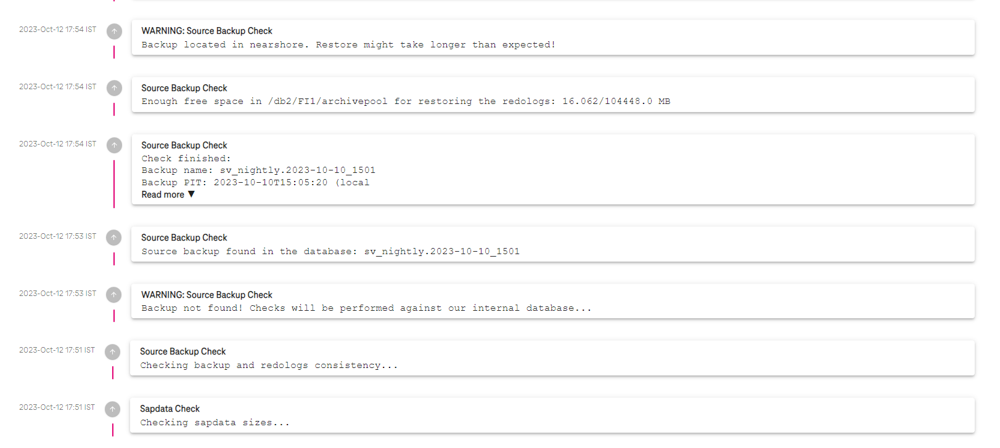 2023-Oct-12 17:54 IST
WARNING: Source Backup Check
Backup located in nearshore. Restore might take longer than expected!
2023-Oct-12 17:54 IST
Source Backup Check
Enough free space in /db2/FI1/archivepool for restoring the redologs: 16.062/104448.0 MB
2023-Oct-12 17:54 IST
Source Backup Check
Check finished:
Backup name: sv_nightly.2023-10-10_1501
Backup PIT: 2023-10-10T15:05:20 (local
Read more ▼
2023-Oct-12 17:53 IST
Source Backup Check
Source backup found in the database: sv_nightly.2023-10-10_1501
2023-Oct-12 17:53 IST
WARNING: Source Backup Check
Backup not found! Checks will be performed against our internal database...
2023-Oct-12 17:51 IST
Source Backup Check
Checking backup and redologs consistency...
2023-Oct-12 17:51 IST
Sapdata Check
Checking sapdata sizes...